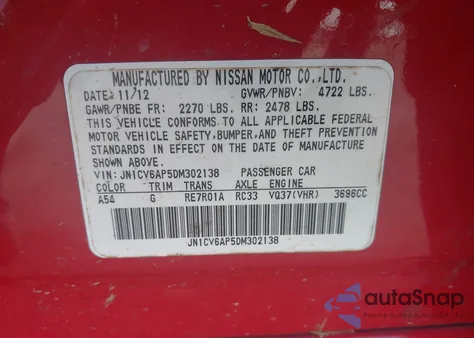 MANUFACTURED BY NISSAN MOTOR CO.,LTD.
DATE: 11/12 GVWR/PNBV: 4722 LBS.
GAWR/PNBE FR: 2270 LBS. RR: 2478 LBS.
THIS VEHICLE CONFORMS TO ALL APPLICABLE FEDERAL
MOTOR VEHICLE SAFETY, BUMPER, AND THEFT PREVENTION
STANDARDS IN EFFECT ON THE DATE OF MANUFACTURE
SHOWN ABOVE.
VIN: JN1CV6AP5DM302138 PASSENGER CAR
COLOR TRIM TRANS AXLE ENGINE
A54 G RE7R01A RC33 VQ37(VHR) 3696CC
JN1CV6AP5DM302138
autoSnap